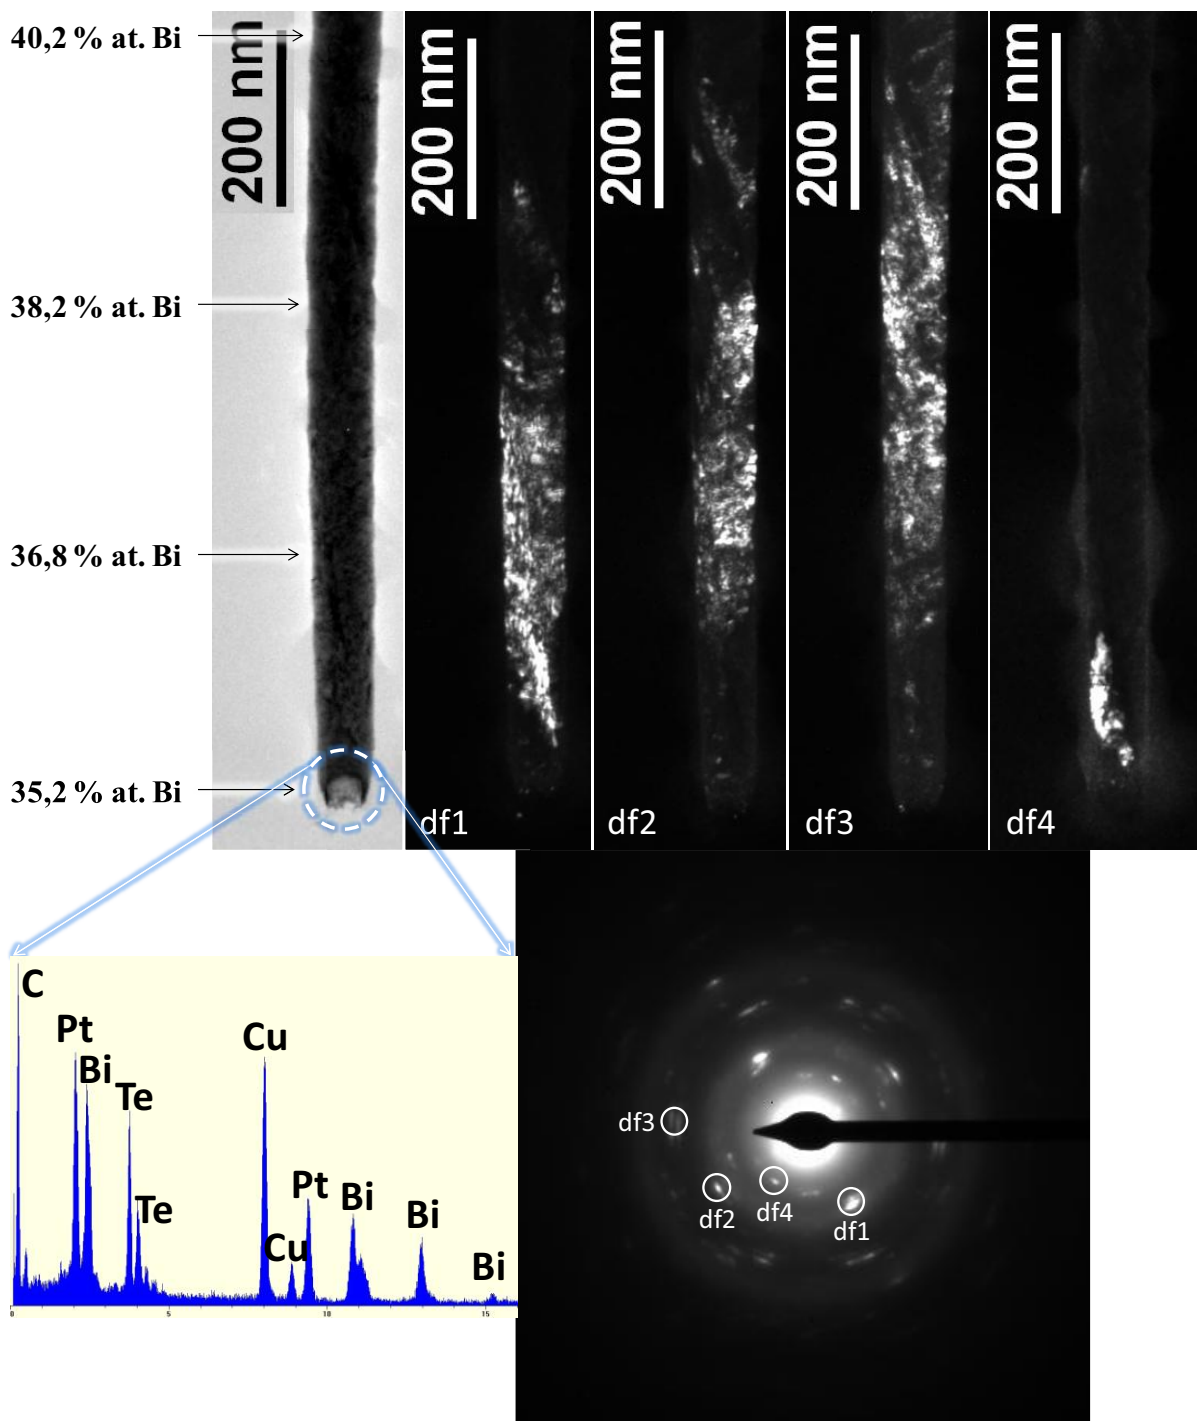 40,2 % at. Bi
38,2 % at. Bi
36,8 % at. Bi
35,2 % at. Bi
200 nm
200 nm
200 nm
200 nm
200 nm
df1
df2
df3
df4
C
Pt
Bi
Te
Te
Cu
Cu
Pt
Bi
Bi
Bi
0
5
10
15
df3
df2
df4
df1